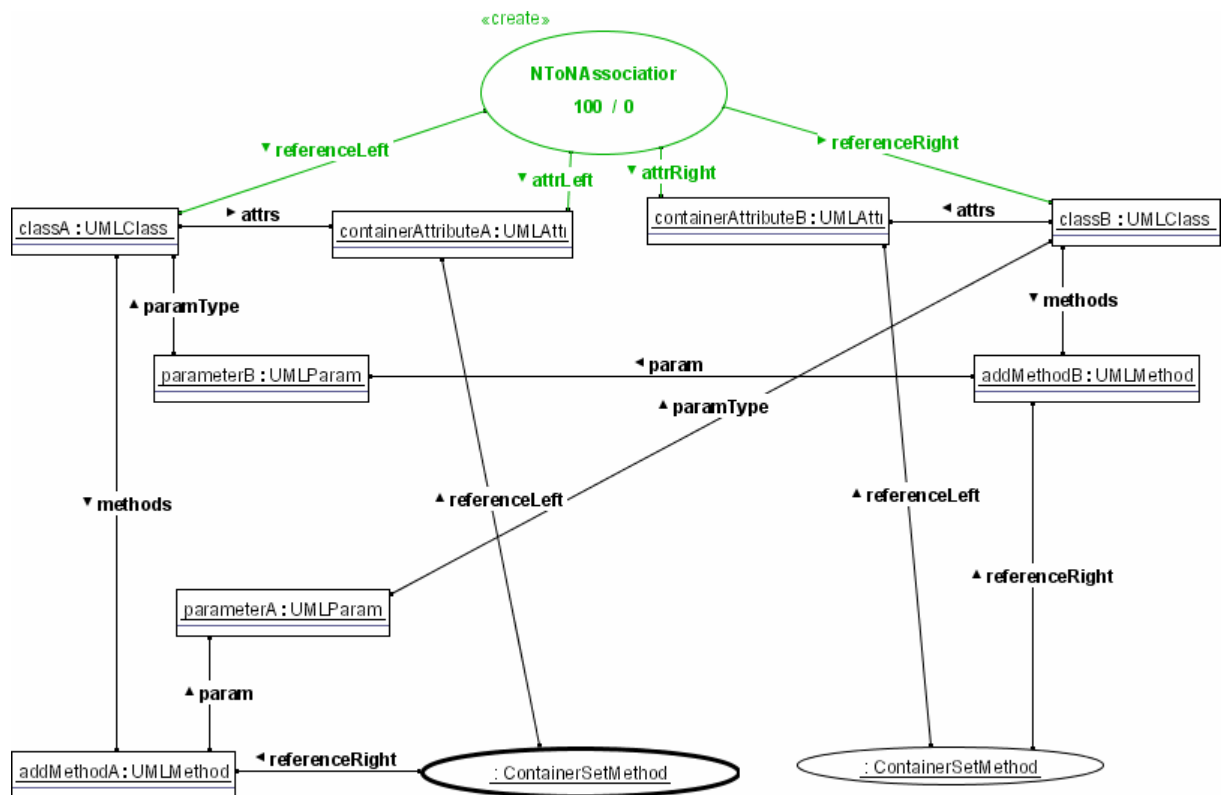 «create»
NToNAssociatior
100 / 0
referenceLeft
referenceRight
attrLeft
attrRight
classA : UMLClass
attrs
containerAttributeA : UMLAttı
containerAttributeB : UMLAttı
attrs
classB : UMLClass
paramType
methods
parameterB : UMLParam
param
addMethodB : UMLMethod
paramType
methods
referenceLeft
referenceLeft
referenceRight
parameterA : UMLParam
param
referenceRight
addMethodA : UMLMethod
: ContainerSetMethod
: ContainerSetMethod